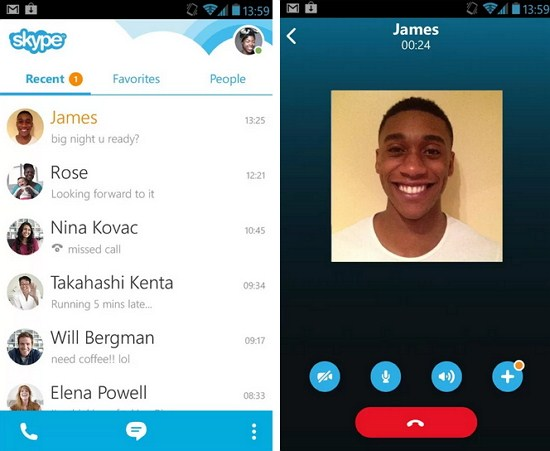 13:59
skype
Recent 1
Favorites
People
James
13:25
big night u ready?
Rose
12:21
Looking forward to it
Nina Kovac
10:45
missed call
Takahashi Kenta
09:34
Running 5 mins late...
Will Bergman
09:17
need coffee!! lol
Elena Powell
08:33
13:59
James
00:24